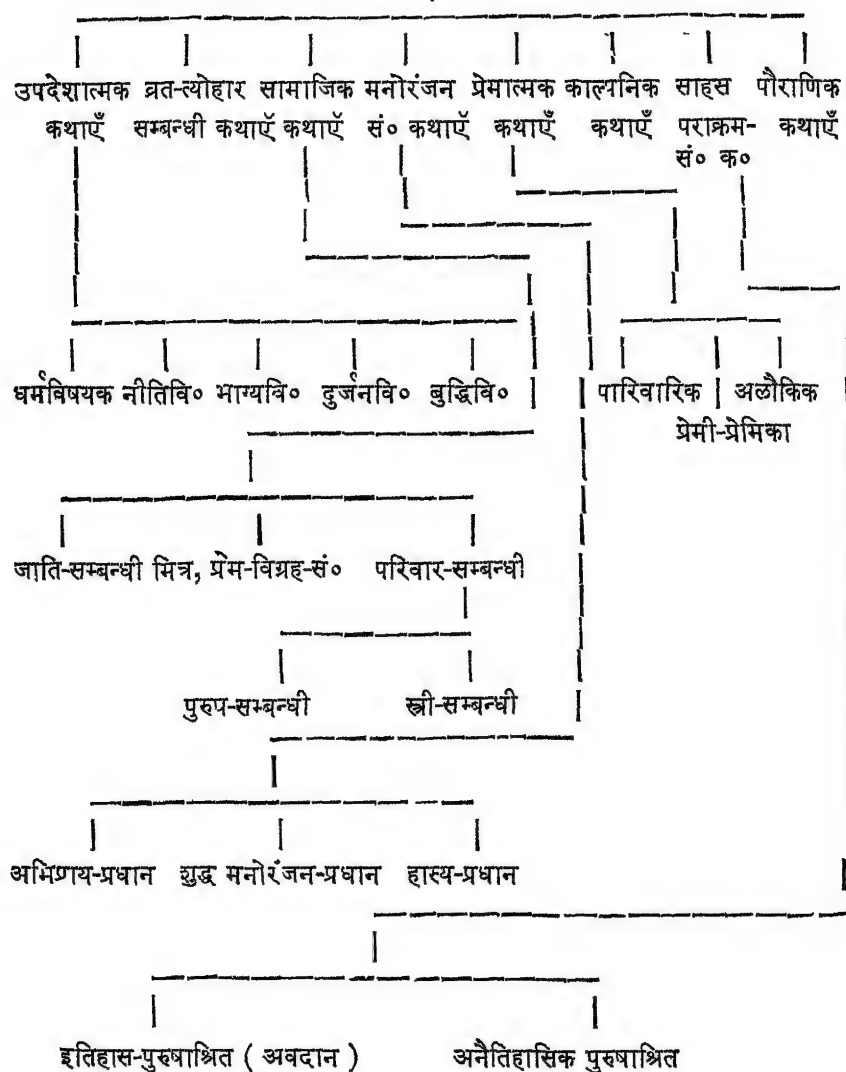 उपदेशात्मक व्रत-त्योहार सामाजिक मनोरंजन प्रेमात्मक काल्पनिक साहस पौराणिक
कथाएँ सम्बन्धी कथाएॅ कथाएॅ सं० कथाएॅ कथाएँ कथाएँ पराक्रम- कथाएँ
सं० क०
धर्मविषयक नीतिवि० भाग्यवि० दुर्जनवि० बुद्धिवि० पारिवारिक अलौकिक
प्रेमी-प्रेमिका
जाति-सम्बन्धी मित्र, प्रेम-विग्रह-सं० परिवार-सम्बन्धी
पुरुप-सम्बन्धी स्त्री-सम्बन्धी
अभिप्राय-प्रधान शुद्ध मनोरंजन-प्रधान हास्य-प्रधान
इतिहास-पुरुषाश्रित ( अवदान ) अनैतिहासिक पुरुषाश्रित